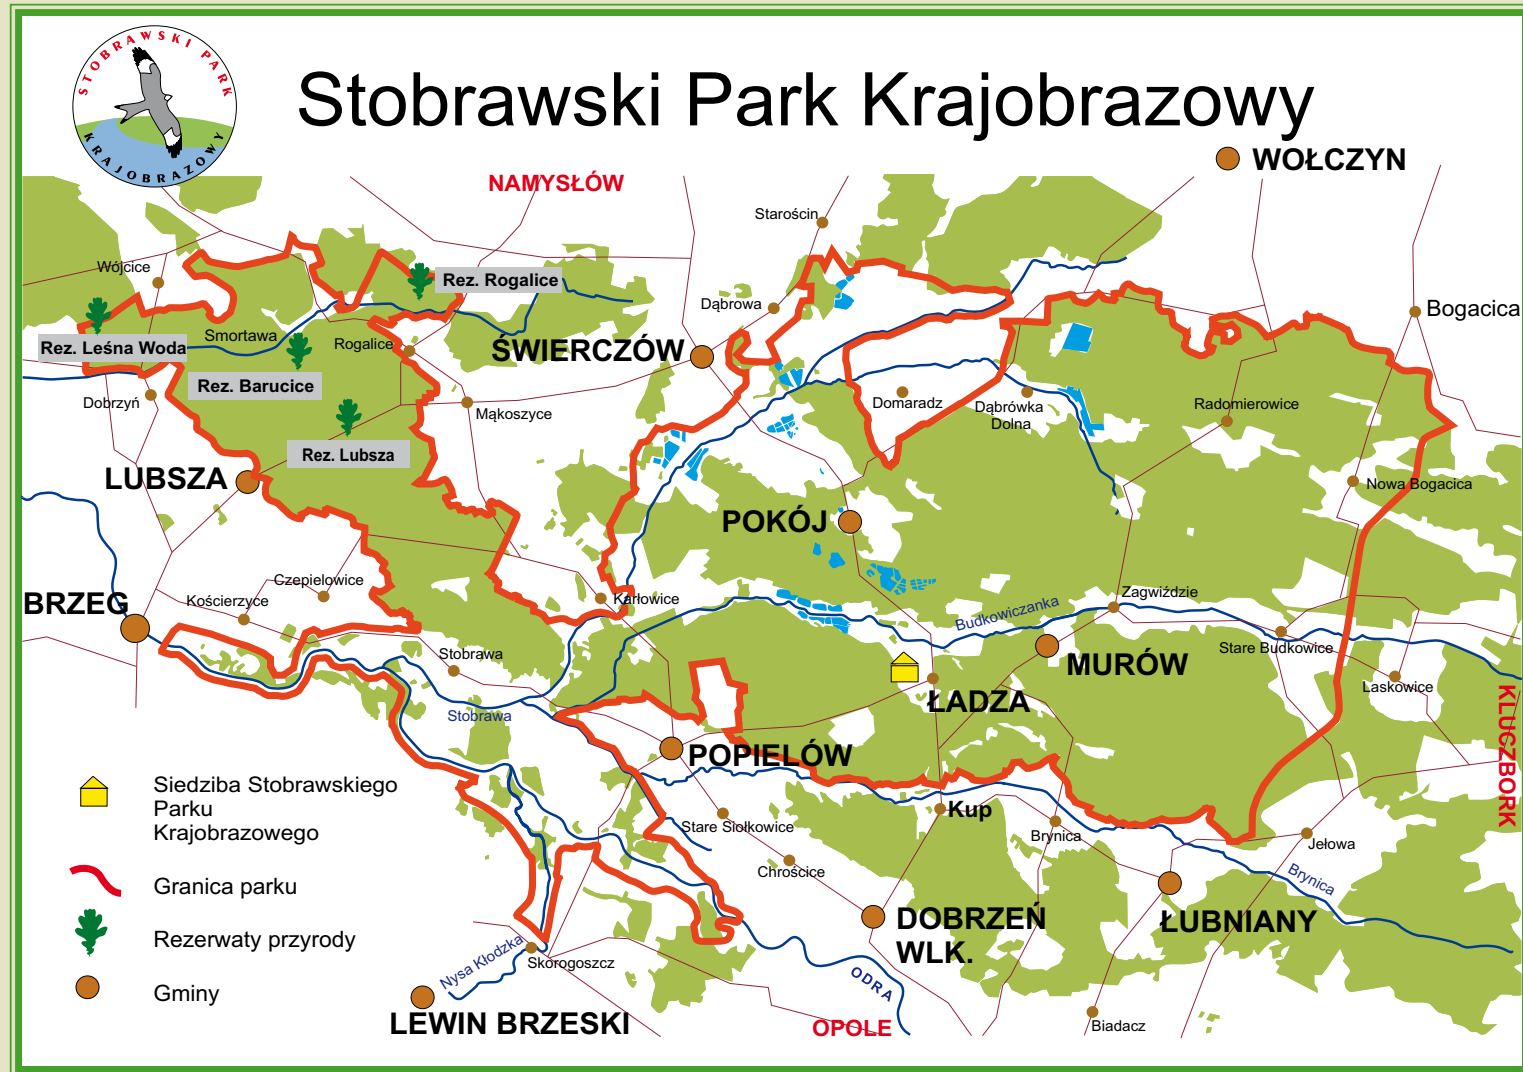 STOBRAWSKI PARK
KRAJOBRAZOWY
Stobrawski Park Krajobrazowy
WOŁCZYN
NAMYSŁÓW
Starościn
Wójcice
Rez. Rogalice
Dąbrowa
Bogacica
Smortawa
Rez. Leśna Woda
Rogalice
ŚWIERCZÓW
Rez. Barucice
Dobrzyń
Mąkoszyce
Domaradz
Dąbrówka
Dolna
Radomierowice
Rez. Lubsza
LUBSZA
Nowa Bogacica
POKÓJ
Czepielowice
BRZEG
Kościerzyce
Karłowice
Zagwiździe
Budkowiczanka
Stobrawa
MURÓW
Stare Budkowice
Laskowice
ŁADZA
Stobrawa
KLUCZBORK
POPIELÓW
Siedziba Stobrawskiego
Parku
Krajobrazowego
Kup
Stare Siołkowice
Brynica
Jełowa
Chrościce
Brynica
Granica parku
DOBRZEŃ
WLK.
ŁUBNIANY
Rezerwaty przyrody
Nysa Kłodzka
Skorogoszcz
ODRA
Gminy
LEWIN BRZESKI
OPOLE
Biadacz